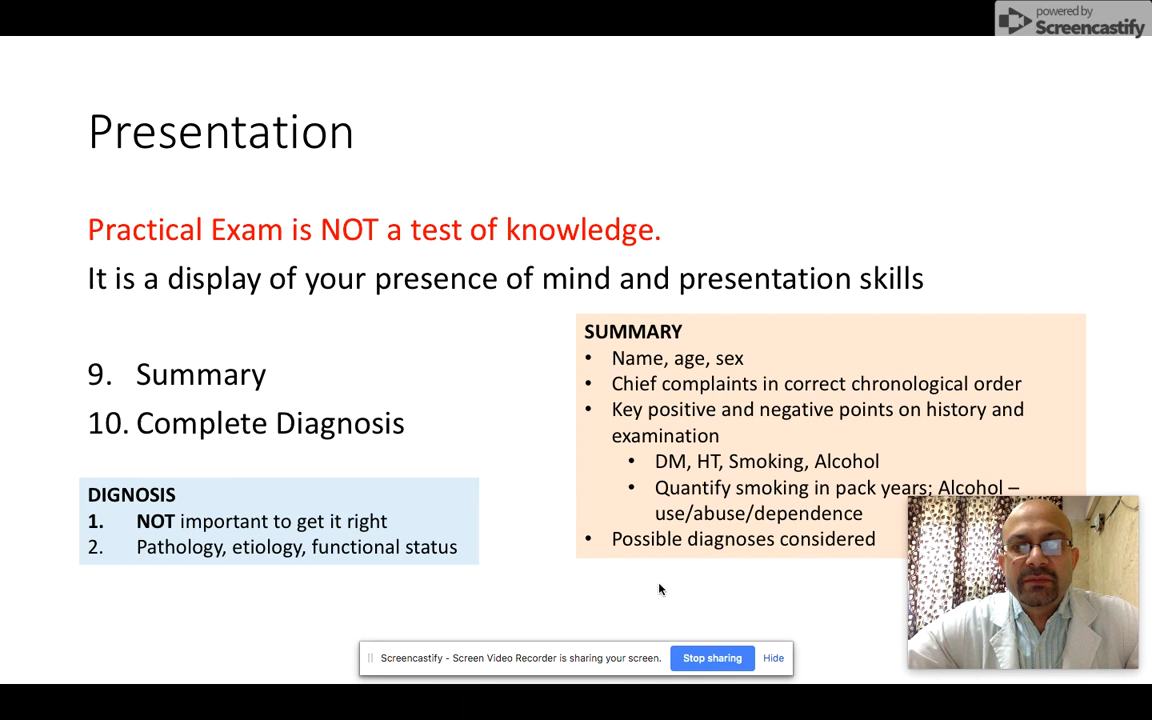 powered by
Screencastify
Presentation
Practical Exam is NOT a test of knowledge.
It is a display of your presence of mind and presentation skills
9. Summary
10. Complete Diagnosis
DIGNOSIS
1. NOT important to get it right
2. Pathology, etiology, functional status
SUMMARY
• Name, age, sex
• Chief complaints in correct chronological order
• Key positive and negative points on history and
examination
• DM, HT, Smoking, Alcohol
• Quantify smoking in pack years; Alcohol –
use/abuse/dependence
• Possible diagnoses considered
Screencastify - Screen Video Recorder is sharing your screen.
Stop sharing
Hide